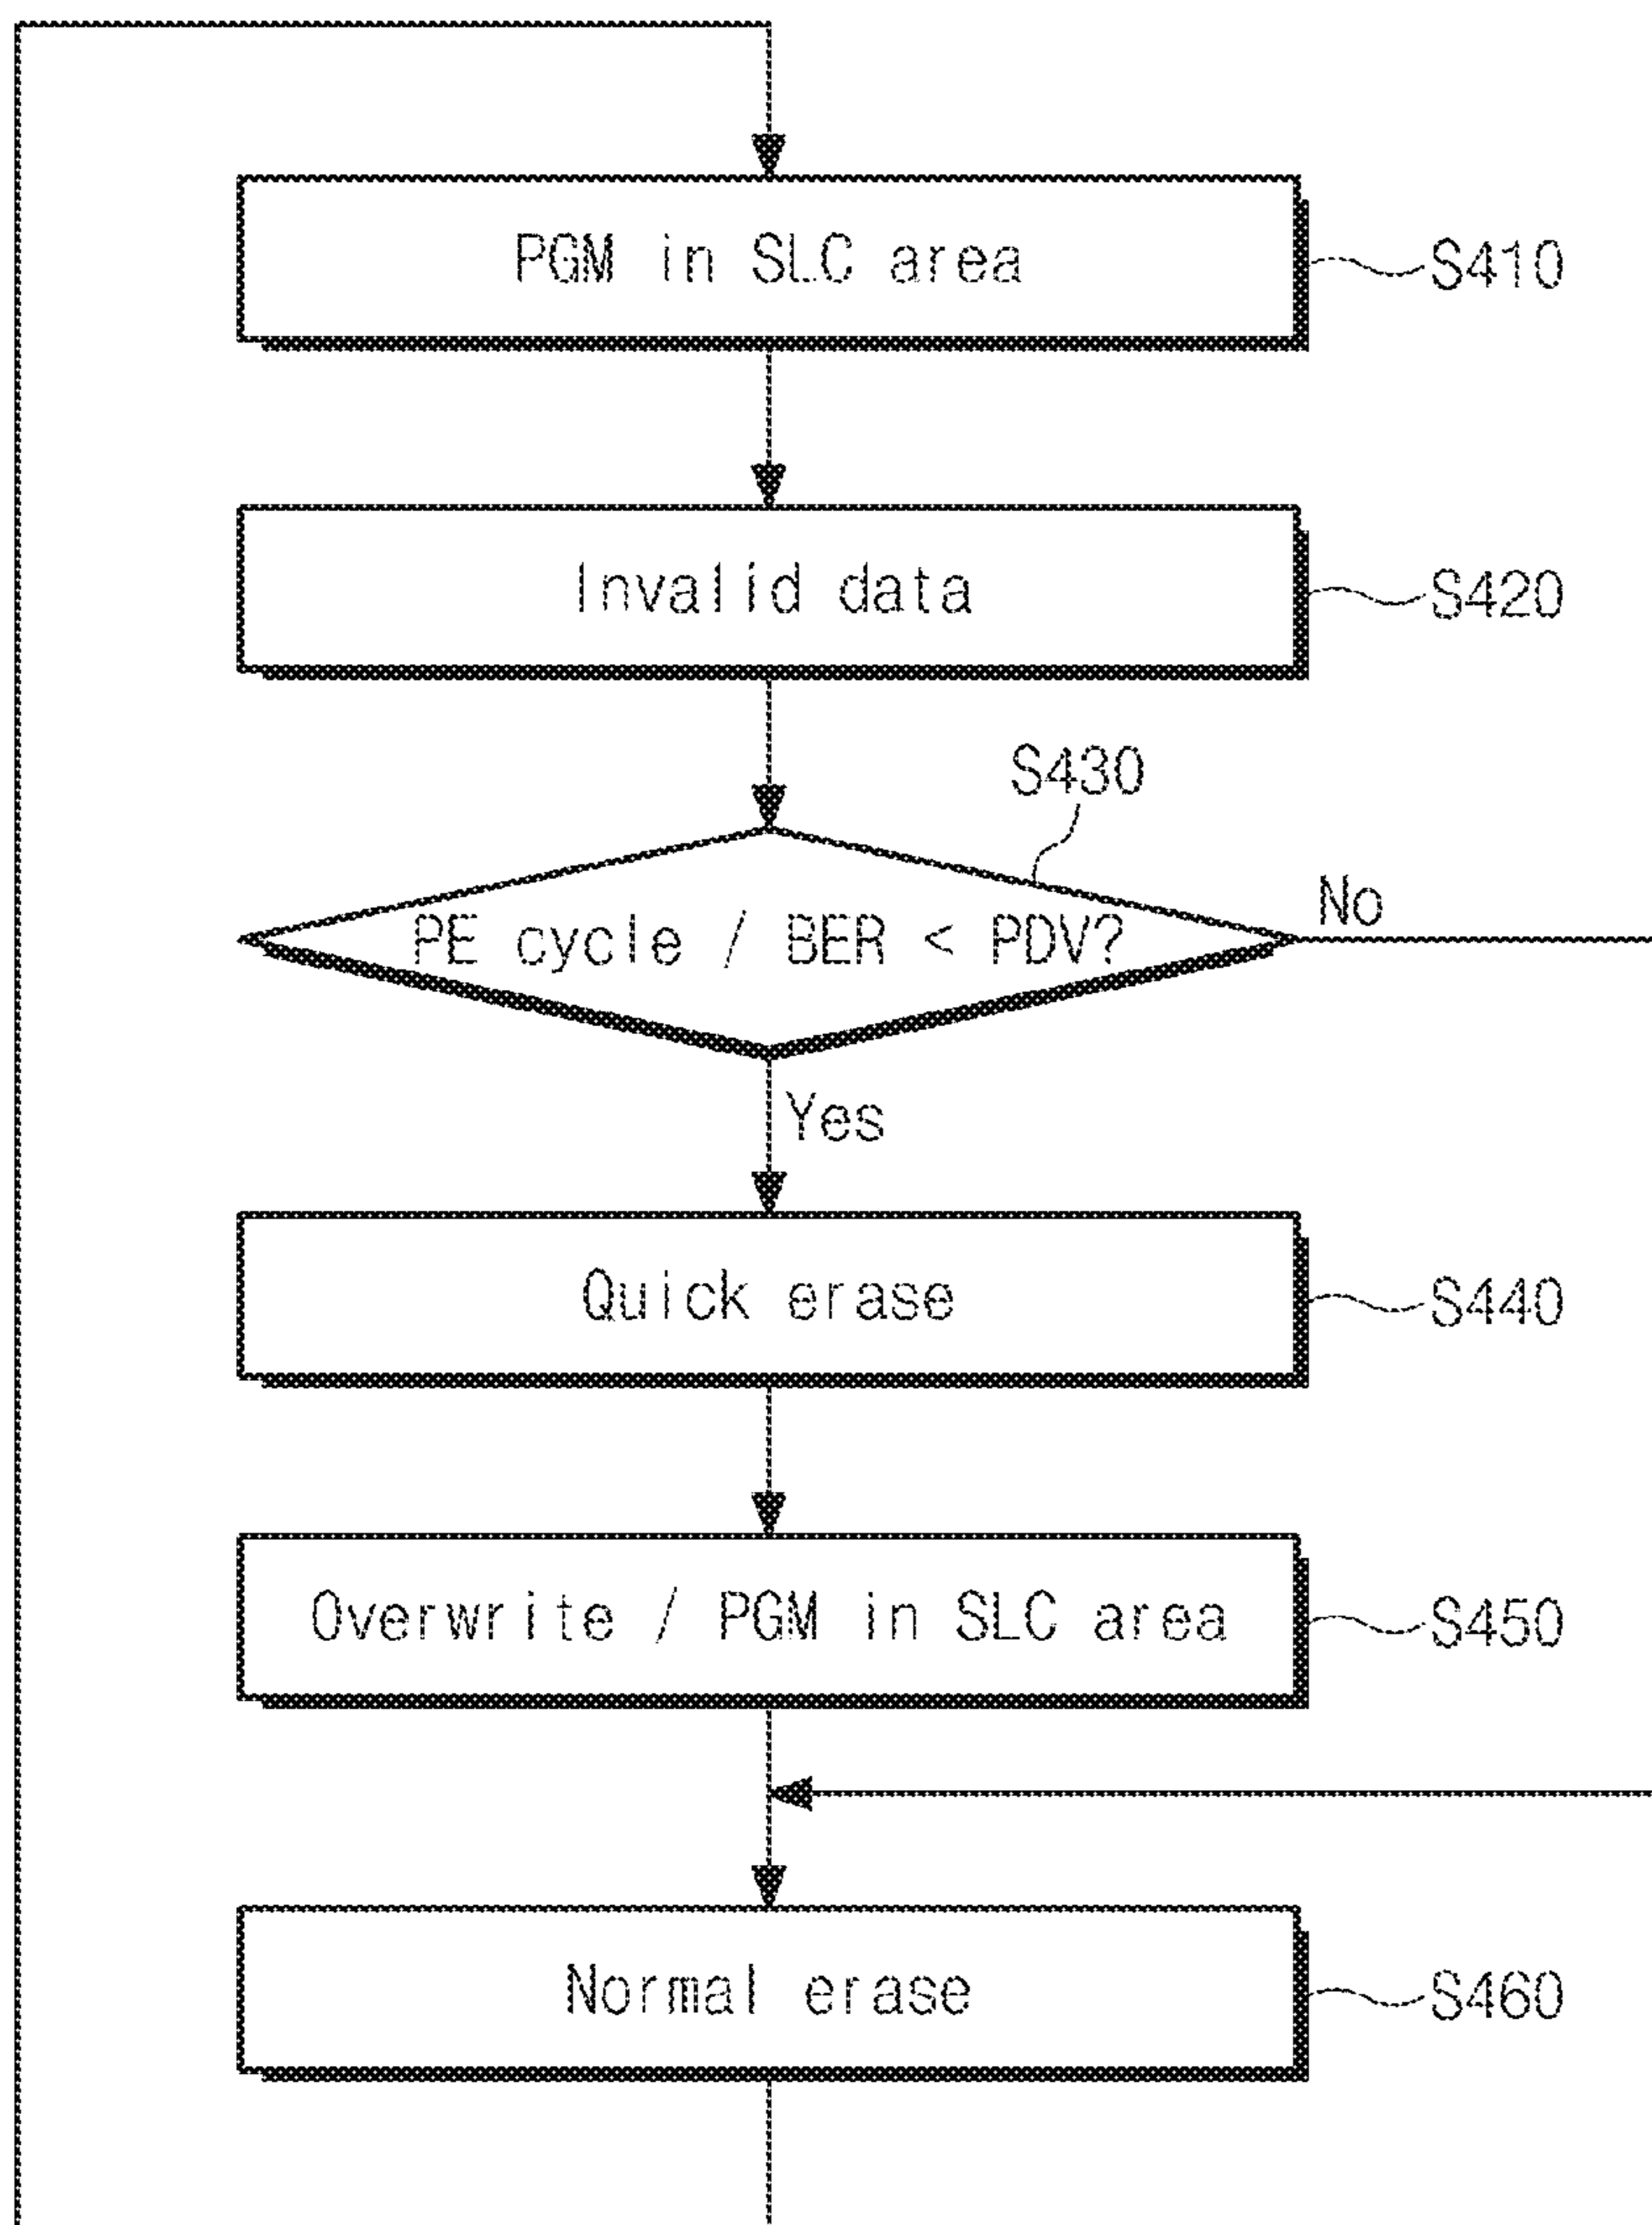 PGM in SLC area
S410
Invalid data
S420
S430
PE cycle / BER < PDV?
No
Yes
Quick erase
S440
Overwrite / PGM in SLC area
S450
Normal erase
S460